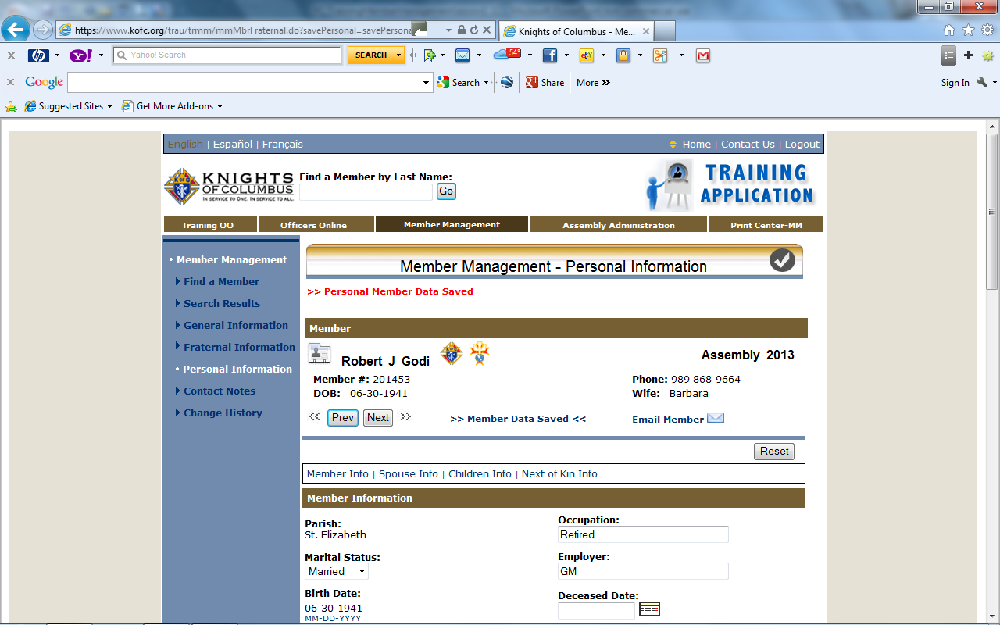 https://www.kofc.org/trau/trmm/mmMbrFraternal.do?savePersonal=savePersona
Knights of Columbus - Me...
Yahoo! Search
SEARCH
54°
Google
Search
Share
More »
Sign In
Suggested Sites
Get More Add-ons
English | Español | Français
Home | Contact Us | Logout
KNIGHTS
OF COLUMBUS
IN SERVICE TO ONE. IN SERVICE TO ALL.
Find a Member by Last Name:
Go
TRAINING
APPLICATION
Training OO
Officers Online
Member Management
Assembly Administration
Print Center-MM
Member Management
Find a Member
Search Results
General Information
Fraternal Information
Personal Information
Contact Notes
Change History
Member Management - Personal Information
>> Personal Member Data Saved
Member
Robert J Godi
Assembly 2013
Member #: 201453
Phone: 989 868-9664
DOB: 06-30-1941
Wife: Barbara
Prev
Next
>> Member Data Saved <<
Email Member
Reset
Member Info | Spouse Info | Children Info | Next of Kin Info
Member Information
Parish:
St. Elizabeth
Occupation:
Retired
Marital Status:
Married
Employer:
GM
Birth Date:
06-30-1941
MM-DD-YYYY
Deceased Date: